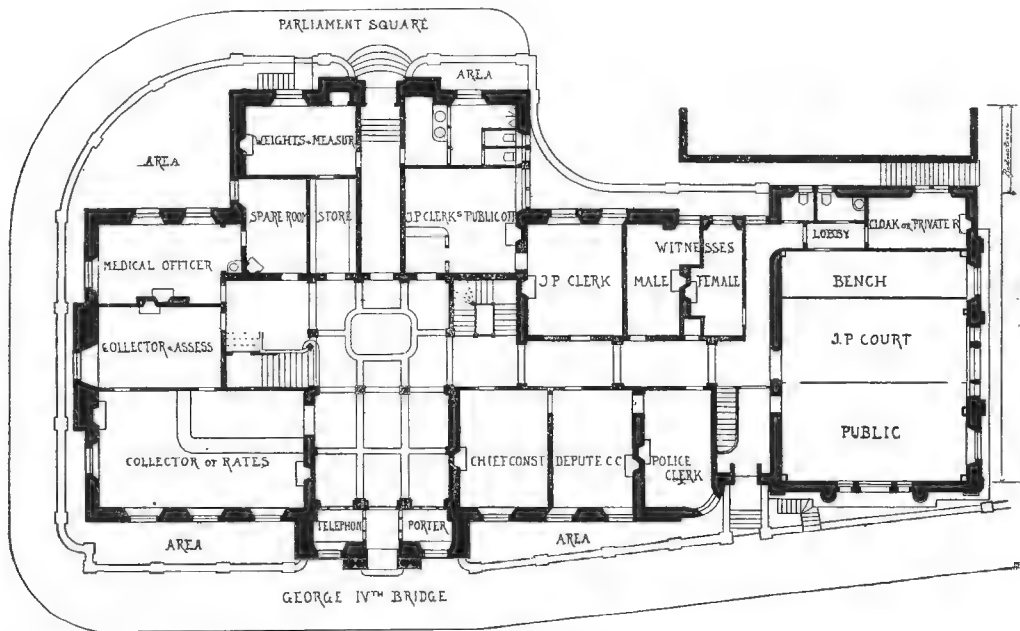 PARLIAMENT SQUARE
AREA
WEIGHTS & MEASUR
AREA
SPARE ROOM
STORE
J.P CLERKS PUBLIC OFF
WITNESSES
LOBBY
CLOAK or PRIVATE R
MEDICAL OFFICER
J.P CLERK
MALE
FEMALE
BENCH
COLLECTOR & ASSESS
J.P COURT
PUBLIC
COLLECTOR OF RATES
CHIEF CONST
DEPUTE C C
POLICE
CLERK
TELEPHON
PORTER
AREA
AREA
GEORGE IVTH BRIDGE